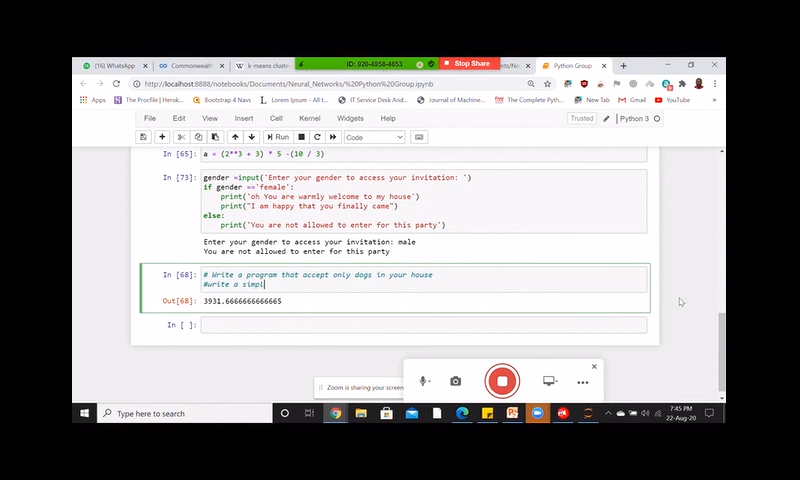 (16) WhatsApp
Commonwealth
k-means cluster
ID: 920-4958-4653
Stop Share
Python Group
http://localhost:8888/notebooks/Documents/Neural_Networks/%20Python%20Group.ipynb
Apps
The Procfile | Herok
Bootstrap 4 Navs
Lorem Ipsum - All t
IT Service Desk And
Journal of Machine
The Complete Pyth
New Tab
Gmail
YouTube
File Edit View Insert Cell Kernel Widgets Help
Trusted
Python 3
Run
Code
In [65]: a = (2**3 + 3) * 5 -(10 / 3)
In [73]: gender =input('Enter your gender to access your invitation: ')
if gender =='female':
print('oh You are warmly welcome to my house')
print("I am happy that you finally came")
else:
print('You are not allowed to enter for this party')
Enter your gender to access your invitation: male
You are not allowed to enter for this party
In [68]: # Write a program that accept only dogs in your house
#write a simpl
Out[68]: 3931.6666666666665
In [ ]:
Zoom is sharing your screen
Type here to search
7:45 PM
22-Aug-20